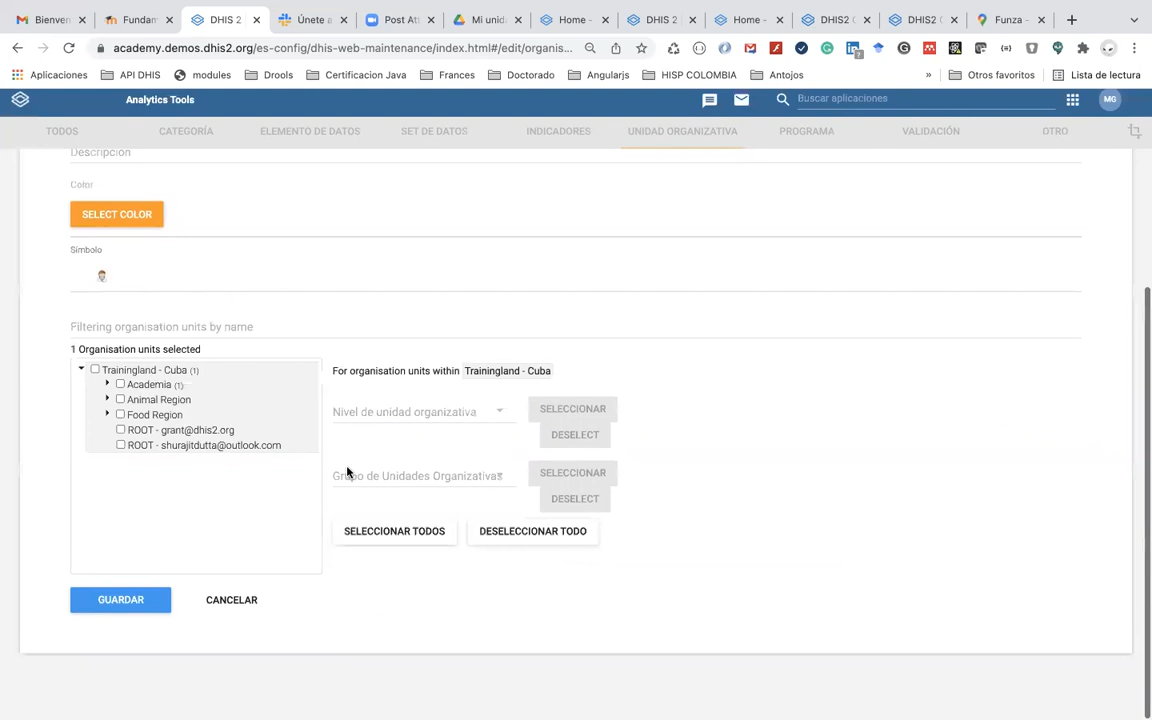 Bienven
Fundam
DHIS 2
Únete a
Post Att
Mi unida
Home -
DHIS 2
Home -
DHIS2 C
DHIS2 C
Funza -
academy.demos.dhis2.org/es-config/dhis-web-maintenance/index.html#/edit/organis...
Aplicaciones
API DHIS
modules
Drools
Certificacion Java
Frances
Doctorado
Angularjs
HISP COLOMBIA
Antojos
»
Otros favoritos
Lista de lectura
Analytics Tools
Buscar aplicaciones
MG
TODOS
CATEGORÍA
ELEMENTO DE DATOS
SET DE DATOS
INDICADORES
UNIDAD ORGANIZATIVA
PROGRAMA
VALIDACIÓN
OTRO
Descripción
Color
SELECT COLOR
Símbolo
Filtering organisation units by name
1 Organisation units selected
Trainingland - Cuba (1)
Academia (1)
Animal Region
Food Region
ROOT - grant@dhis2.org
ROOT - shurajitdutta@outlook.com
For organisation units within Trainingland - Cuba
Nivel de unidad organizativa
SELECCIONAR
DESELECT
Grupo de Unidades Organizativas
SELECCIONAR
DESELECT
SELECCIONAR TODOS
DESELECCIONAR TODO
GUARDAR
CANCELAR